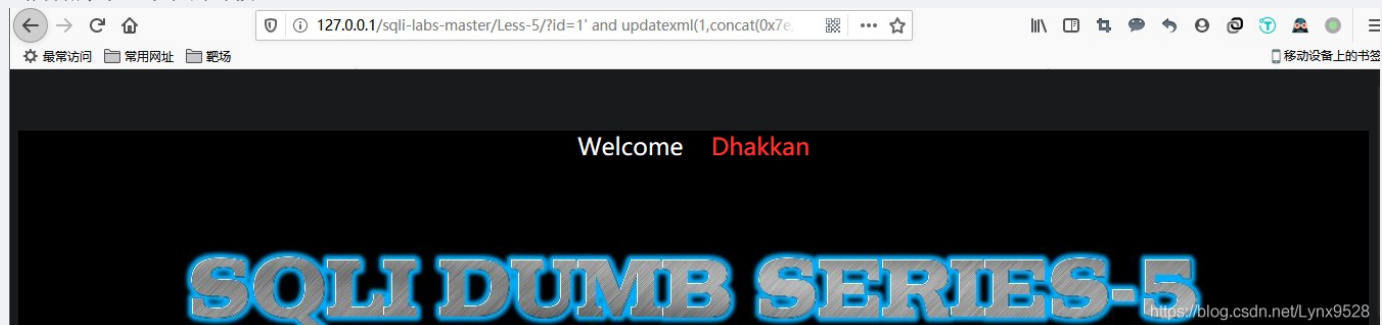 127.0.0.1/sqli-labs-master/Less-5/?id=1' and updatexml(1,concat(0x7e,
最常访问 常用网址 靶场 移动设备上的书签
Welcome Dhakkan
SQLI DUMB SERIES-5
https://blog.csdn.net/Lynx9528